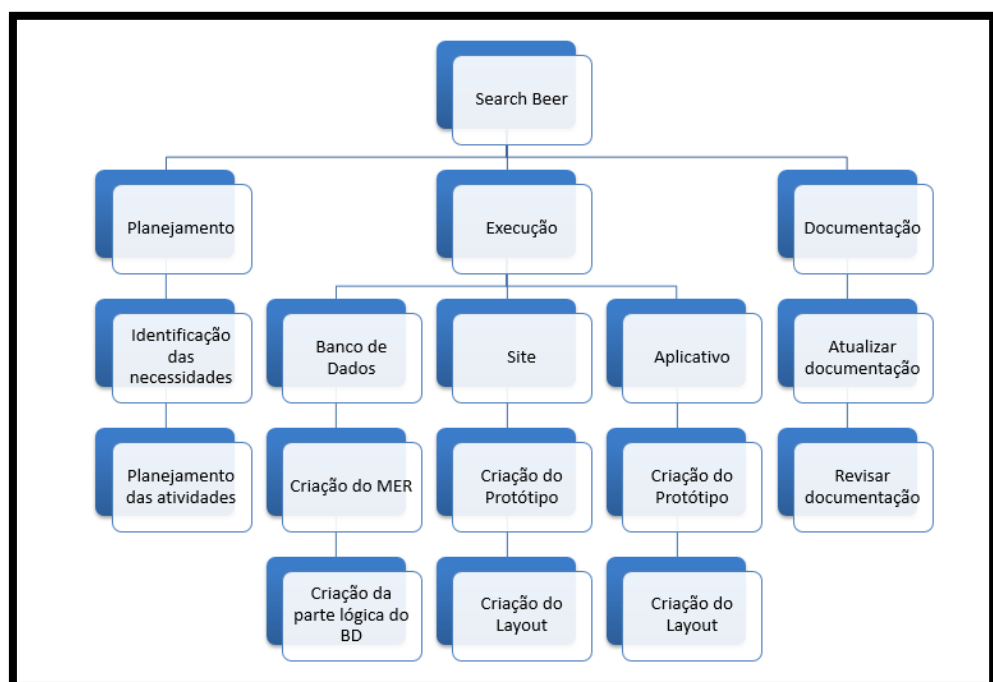 Search Beer
Planejamento
Execução
Documentação
Identificação
das
necessidades
Banco de
Dados
Site
Aplicativo
Atualizar
documentação
Planejamento
das atividades
Criação do MER
Criação do
Protótipo
Criação do
Protótipo
Revisar
documentação
Criação da
parte lógica do
BD
Criação do
Layout
Criação do
Layout